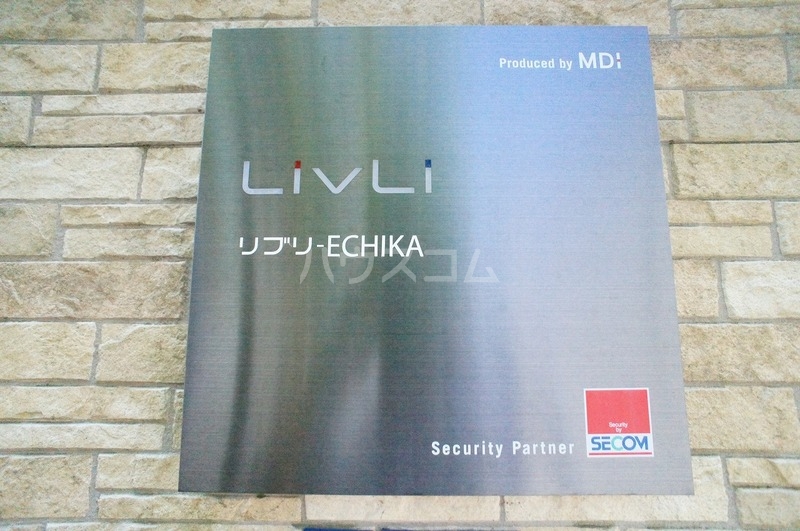 Produced by MDI
LivLi
リブリ-ECHIKA
ハウスコム
Security Partner
Security
by
SECOM